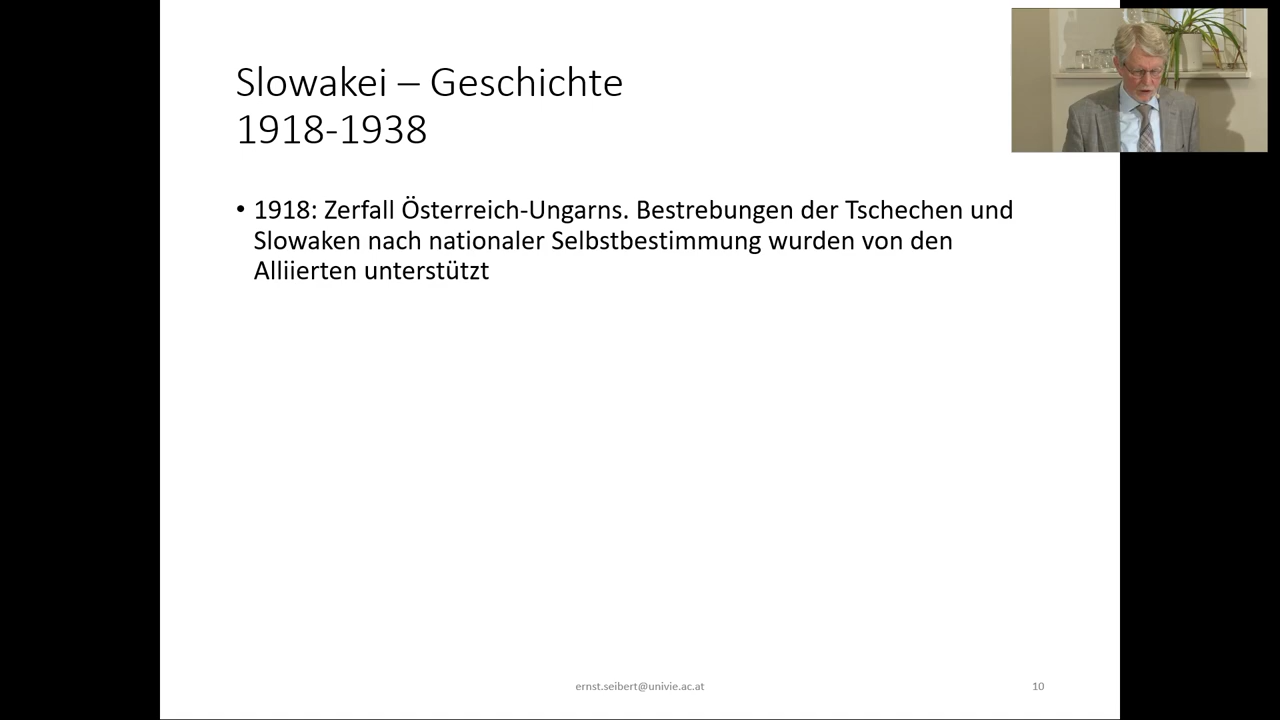 Slowakei – Geschichte
1918-1938
• 1918: Zerfall Österreich-Ungarns. Bestrebungen der Tschechen und
Slowaken nach nationaler Selbstbestimmung wurden von den
Alliierten unterstützt
ernst.seibert@univie.ac.at
10